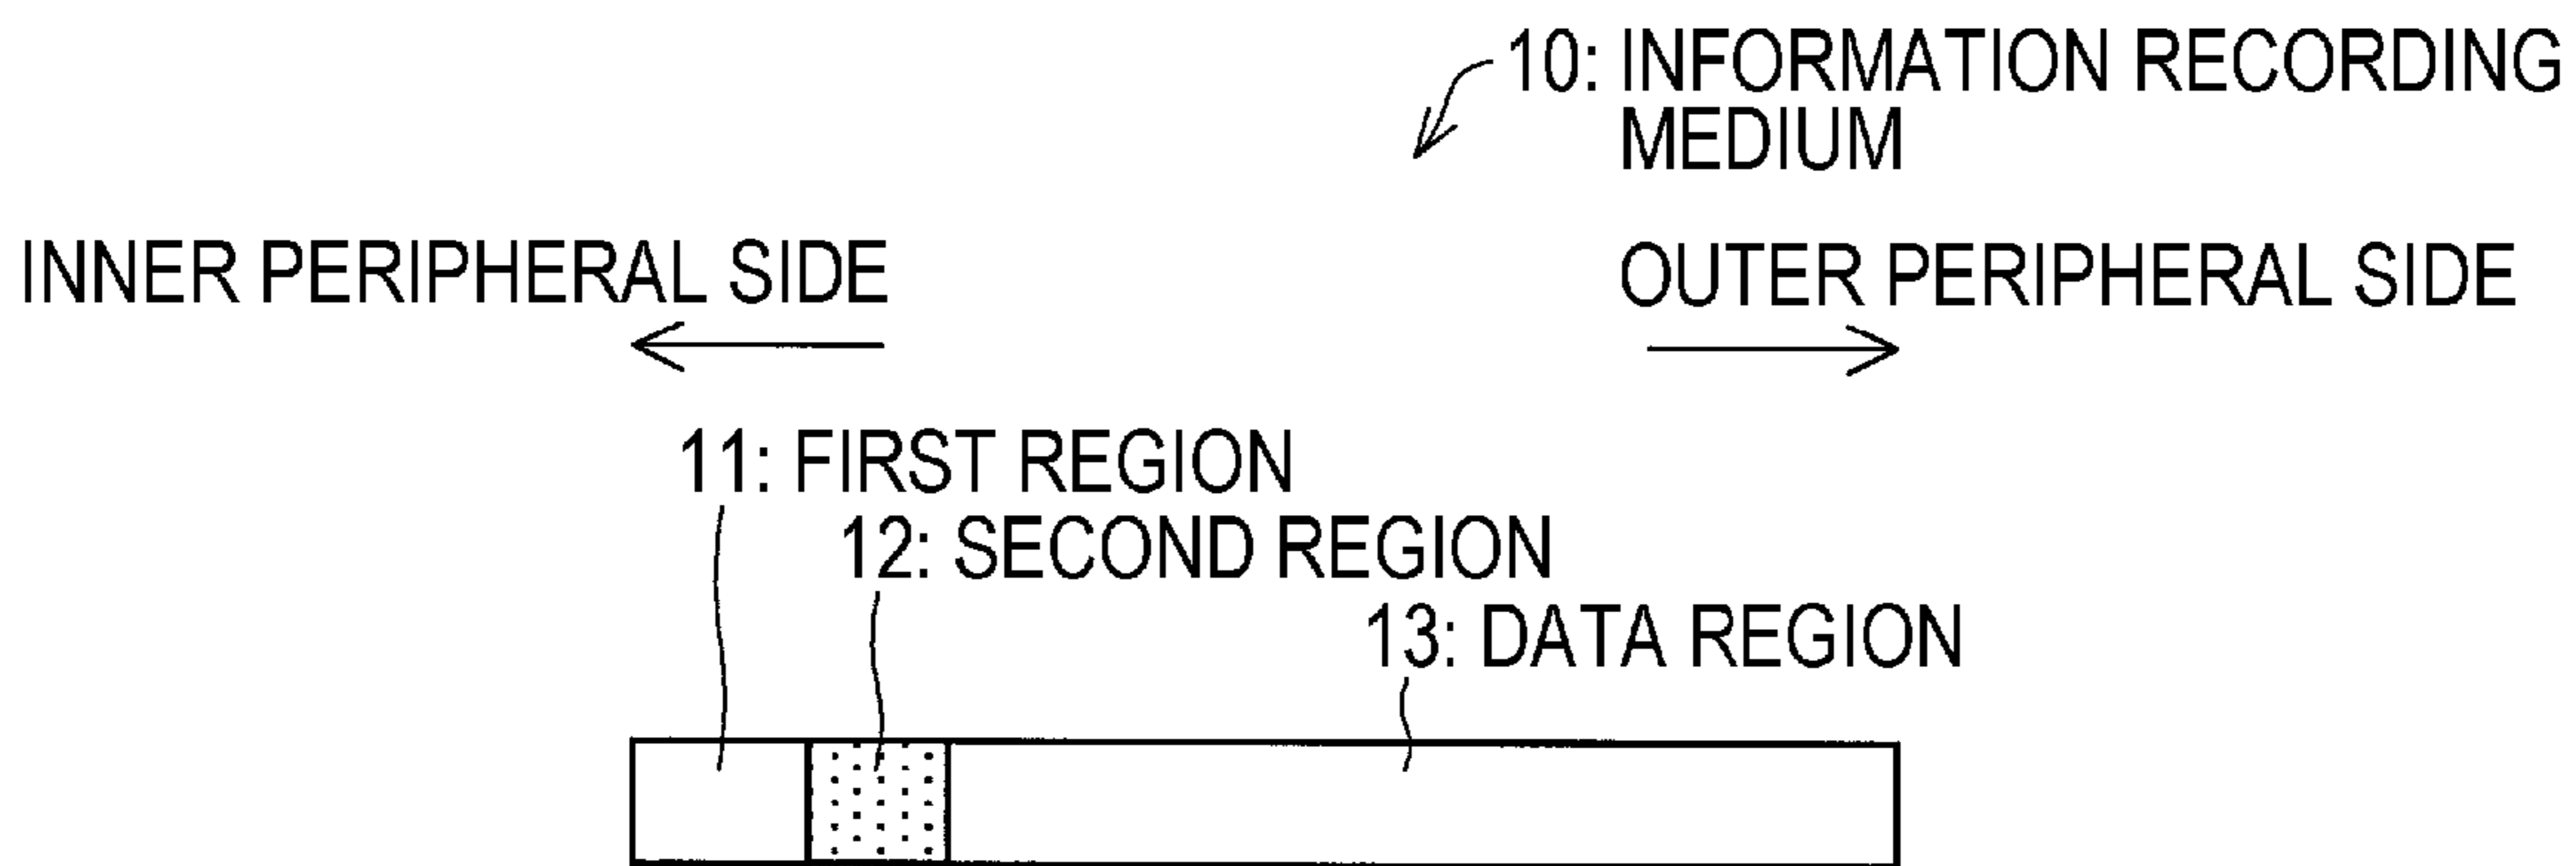 10: INFORMATION RECORDING
MEDIUM
INNER PERIPHERAL SIDE
OUTER PERIPHERAL SIDE
11: FIRST REGION
12: SECOND REGION
13: DATA REGION